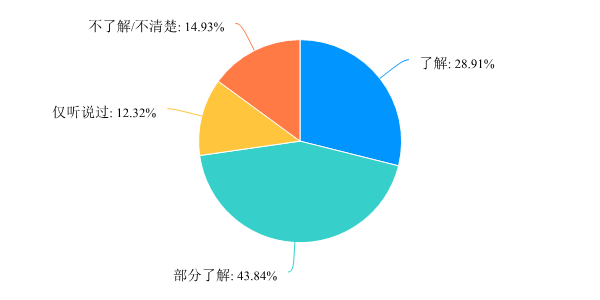 不了解/不清楚: 14.93%
了解: 28.91%
仅听说过: 12.32%
部分了解: 43.84%